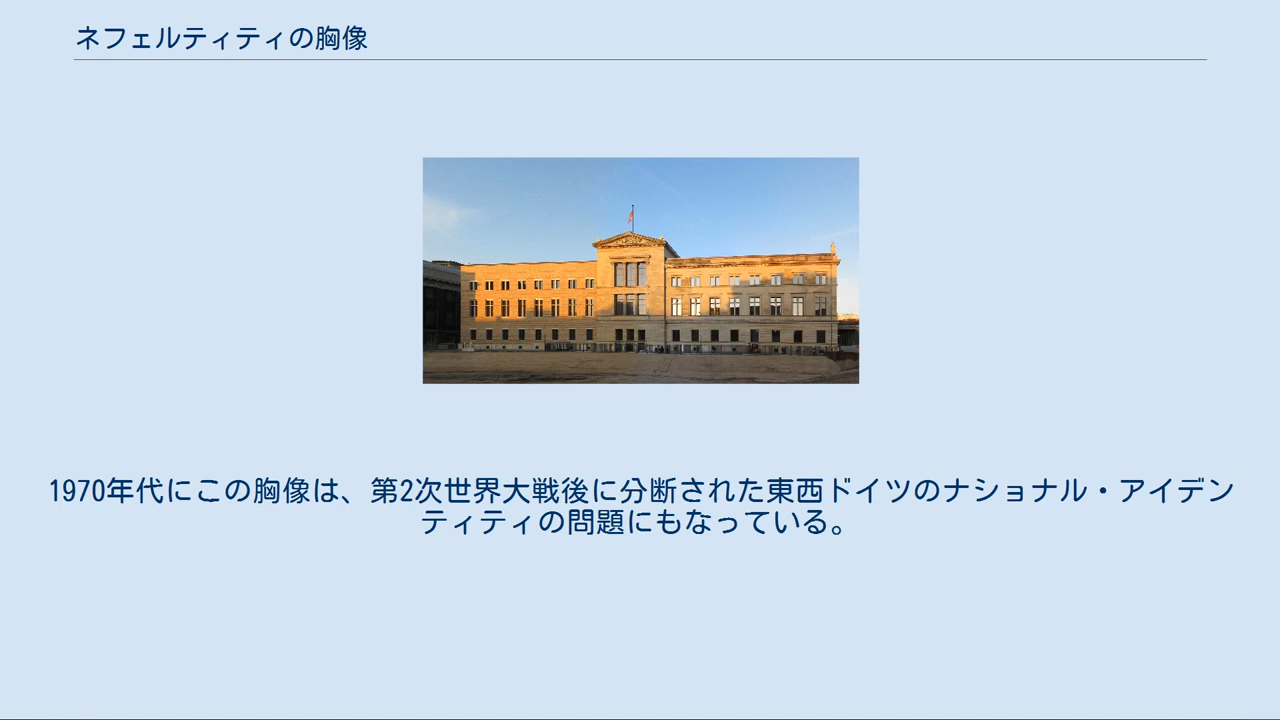 ネフェルティティの胸像
1970年代にこの胸像は、第2次世界大戦後に分断された東西ドイツのナショナル・アイデン
ティティの問題にもなっている。